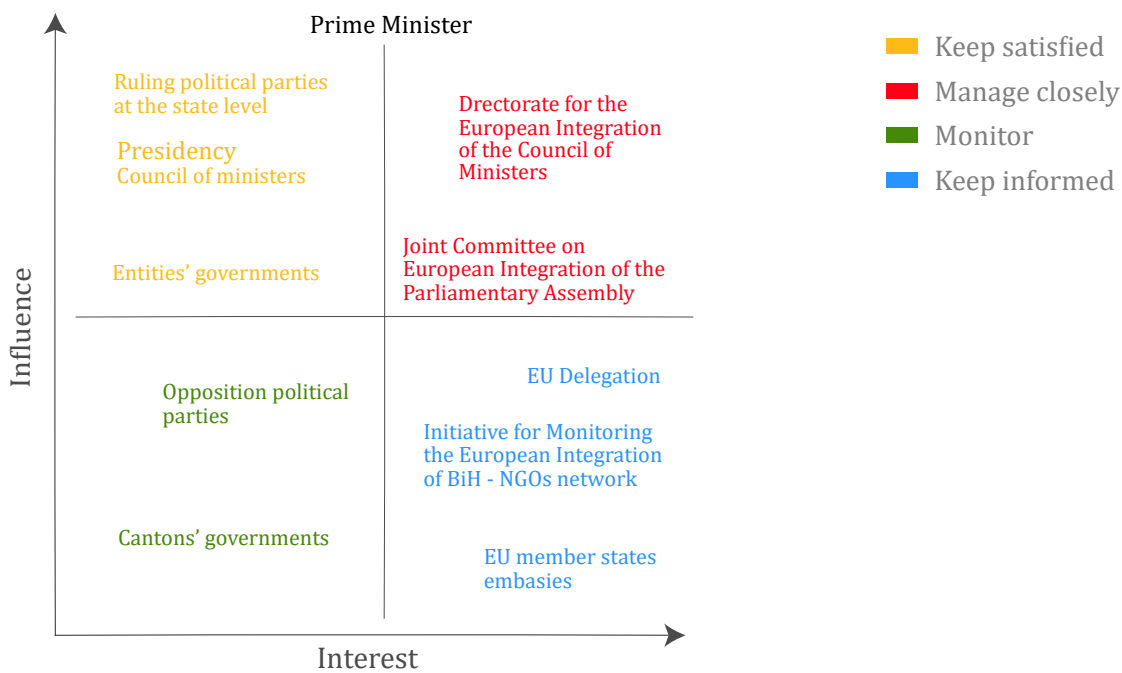 Prime Minister
Ruling political parties
at the state level
Presidency
Council of ministers
Entities’ governments
Drectorate for the
European Integration
of the Council of
Ministers
Joint Committee on
European Integration of the
Parliamentary Assembly
Opposition political
parties
Cantons’ governments
EU Delegation
Initiative for Monitoring
the European Integration
of BiH - NGOs network
EU member states
embasies
Influence
Interest
Keep satisfied
Manage closely
Monitor
Keep informed